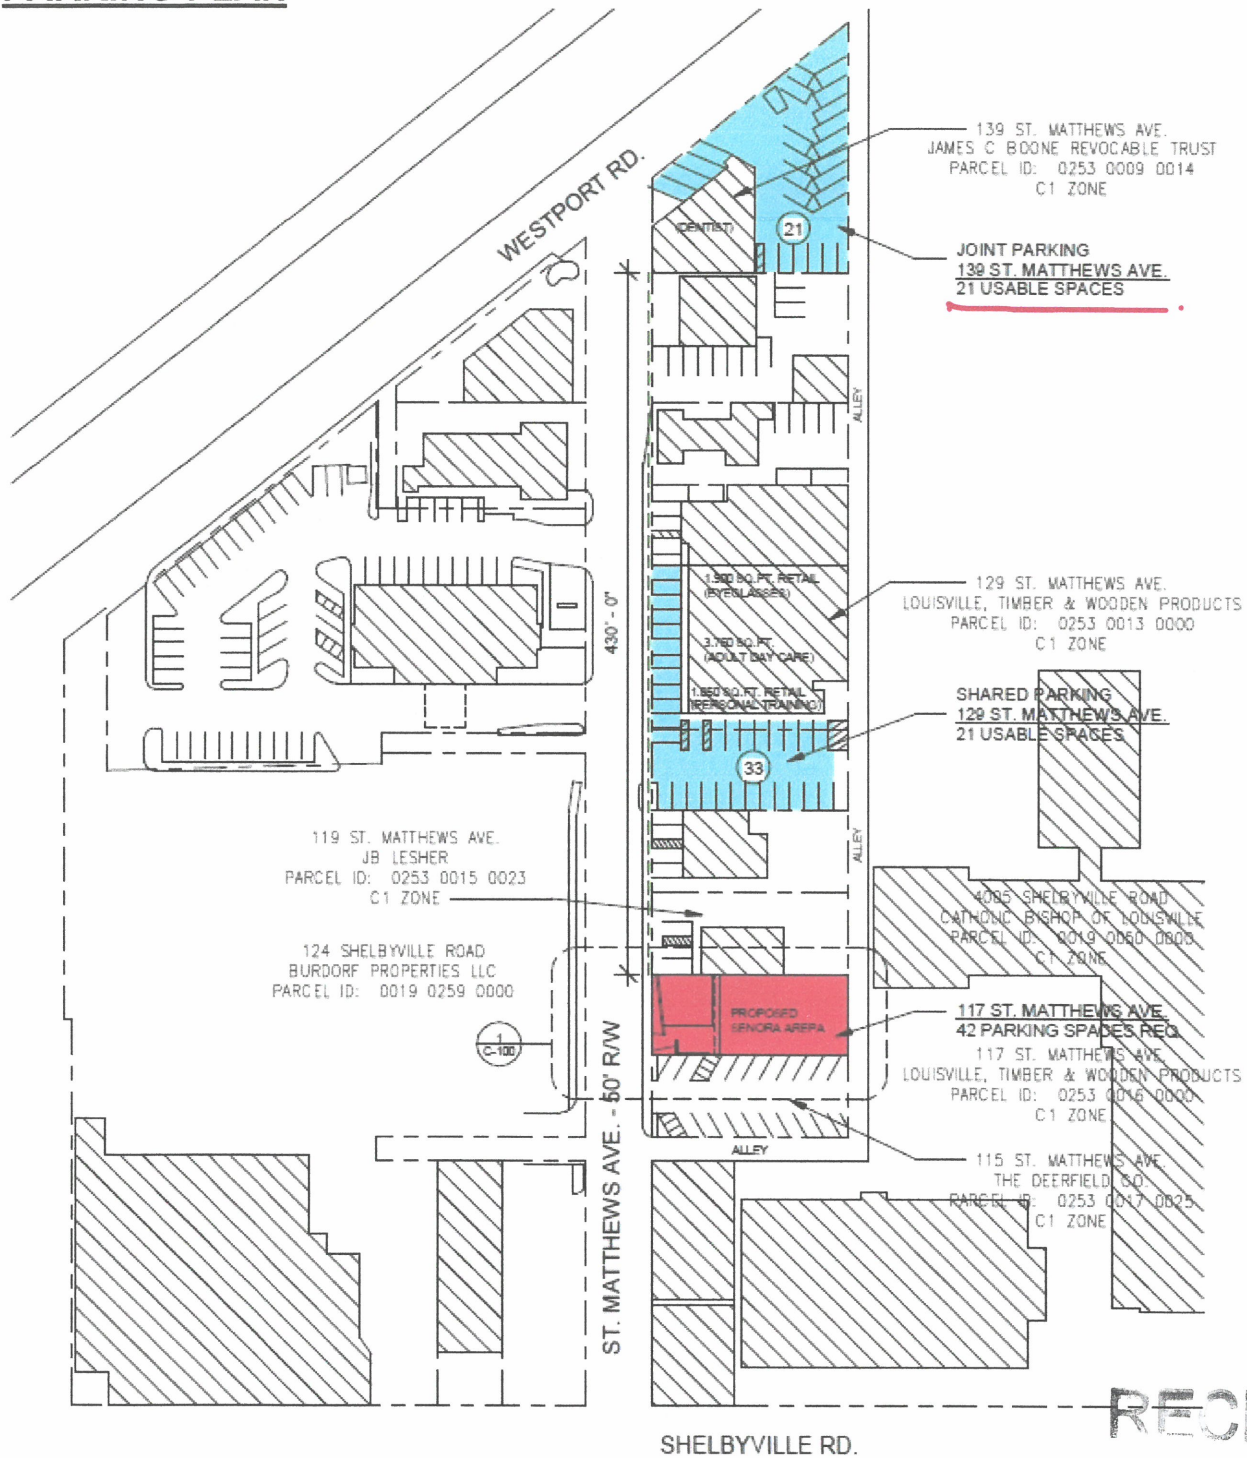 WESTPORT RD.
139 ST. MATTHEWS AVE.
JAMES C BOONE REVOCABLE TRUST
PARCEL ID: 0253 0009 0014
C1 ZONE
(DENTIST)
21
JOINT PARKING
139 ST. MATTHEWS AVE.
21 USABLE SPACES
ALLEY
430' - 0"
1.900 SQ.FT. RETAIL
(EYEGLASSES)
3.760 SQ.FT.
(ADULT DAY CARE)
SQ.FT. RETAIL
(PERSONAL TRAINING)
129 ST. MATTHEWS AVE.
LOUISVILLE, TIMBER & WOODEN PRODUCTS
PARCEL ID: 0253 0013 0000
C1 ZONE
SHARED PARKING
129 ST. MATTHEWS AVE.
21 USABLE SPACES
33
ALLEY
119 ST. MATTHEWS AVE.
JB LESHER
PARCEL ID: 0253 0015 0023
C1 ZONE
124 SHELBYVILLE ROAD
BURDORF PROPERTIES LLC
PARCEL ID: 0019 0259 0000
4005 SHELBYVILLE ROAD
CATHOLIC BISHOP OF LOUISVILLE
PARCEL ID: 0019 0060 0000
C1 ZONE
1
C-100
PROPOSED
SENORA AREPA
117 ST. MATTHEWS AVE.
42 PARKING SPACES REQ.
117 ST. MATTHEWS AVE.
LOUISVILLE, TIMBER & WOODEN PRODUCTS
PARCEL ID: 0253 0016 0000
C1 ZONE
ST. MATTHEWS AVE. - 50' R/W
ALLEY
115 ST. MATTHEWS AVE.
THE DEERFIELD CO.
PARCEL ID: 0253 0017 0025
C1 ZONE
SHELBYVILLE RD.